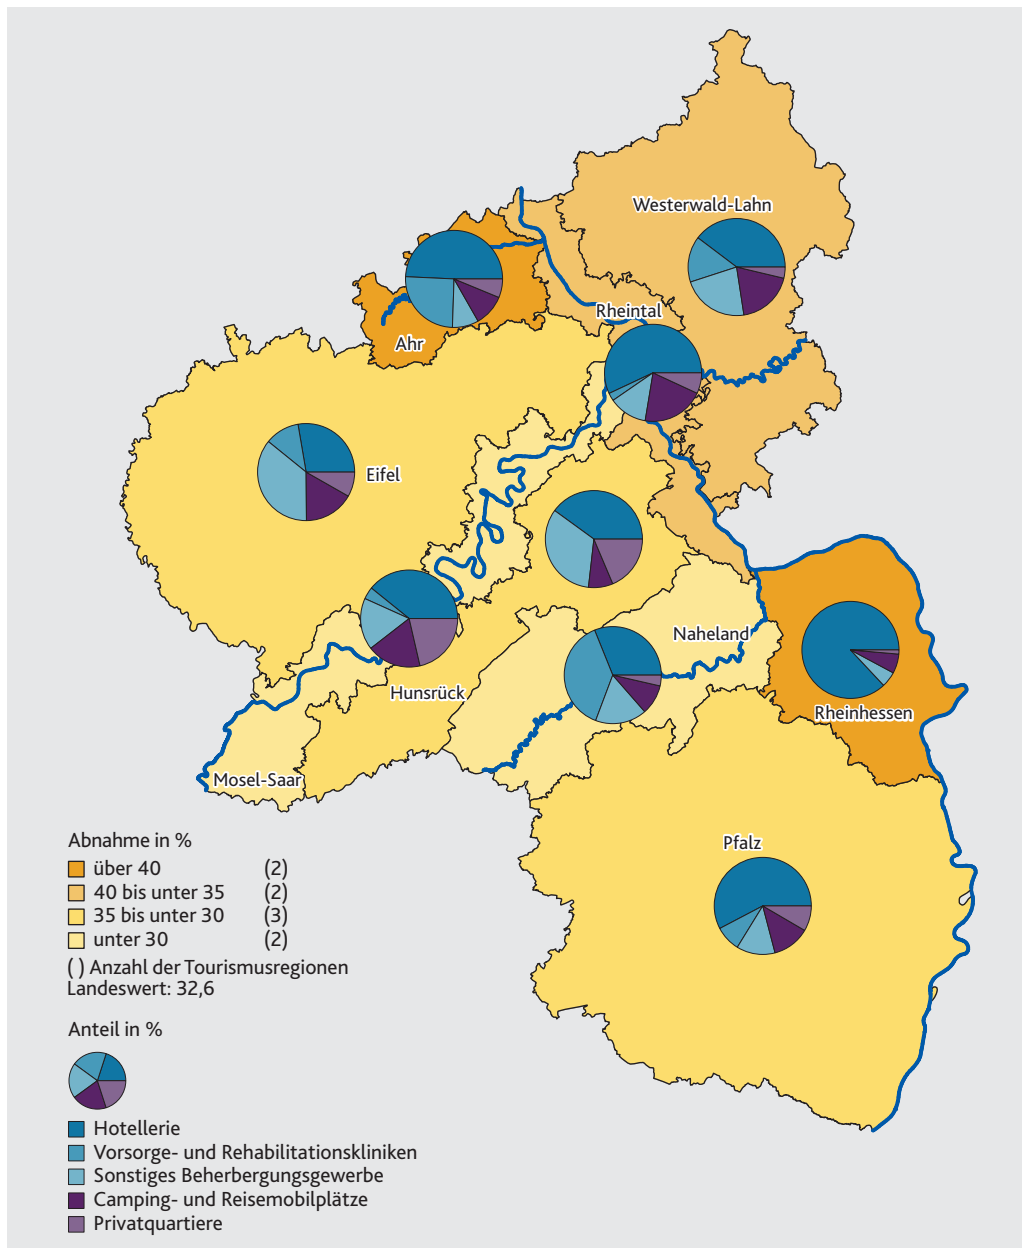 Westerwald-Lahn
Rheintal
Ahr
Eifel
Naheland
Hunsrück
Rheinhessen
Mosel-Saar
Pfalz
Abnahme in %
über 40 (2)
40 bis unter 35 (2)
35 bis unter 30 (3)
unter 30 (2)
( ) Anzahl der Tourismusregionen
Landeswert: 32,6
Anteil in %
Hotellerie
Vorsorge- und Rehabilitationskliniken
Sonstiges Beherbergungsgewerbe
Camping- und Reisemobilplätze
Privatquartiere